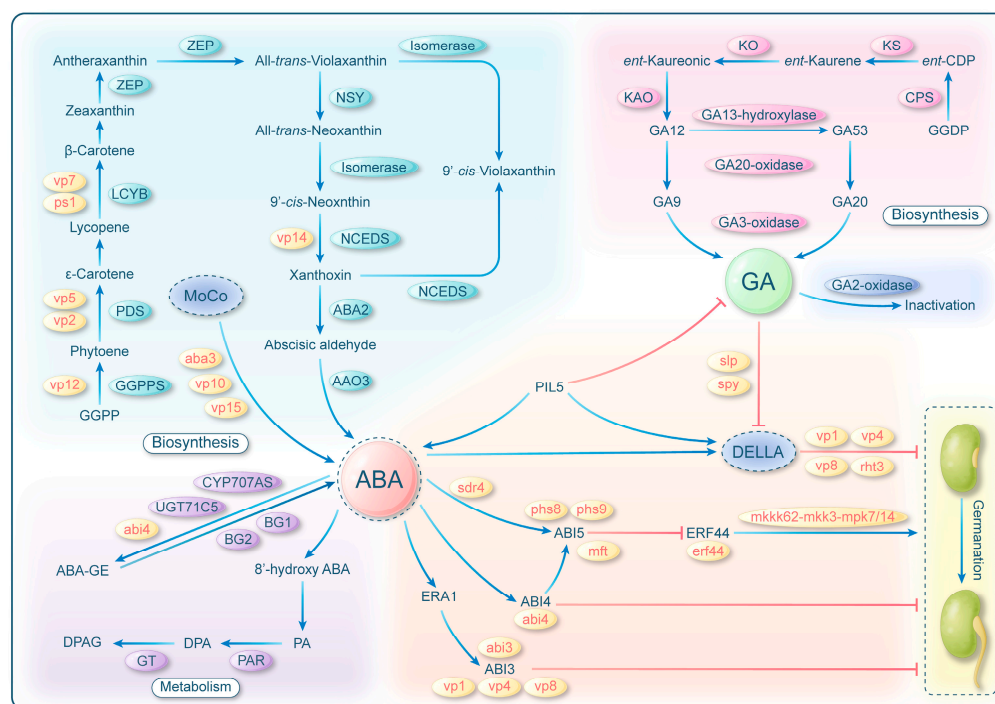 ZEP
Isomerase
Antheraxanthin
All-trans-Violaxanthin
ZEP
NSY
Zeaxanthin
All-trans-Neoxanthin
β-Carotene
Isomerase
9' cis Violaxanthin
vp7
ps1
LCYB
9'-cis-Neoxnthin
Lycopene
vp14
NCEDS
ε-Carotene
Xanthoxin
NCEDS
MoCo
vp5
vp2
PDS
ABA2
Phytoene
Abscisic aldehyde
aba3
vp10
vp15
vp12
GGPPS
AAO3
GGPP
Biosynthesis
KO
KS
ent-Kaureonic
ent-Kaurene
ent-CDP
KAO
CPS
GA13-hydroxylase
GA12
GA53
GGDP
GA20-oxidase
GA9
GA20
Biosynthesis
GA3-oxidase
GA
GA2-oxidase
Inactivation
slp
spy
PIL5
DELLA
vp1
vp4
vp8
rht3
ABA
CYP707AS
UGT71C5
abi4
BG1
BG2
ABA-GE
8'-hydroxy ABA
DPAG
DPA
PA
GT
PAR
Metabolism
sdr4
phs8
phs9
ABI5
mft
ERF44
erf44
mkkk62-mkk3-mpk7/14
ERA1
ABI4
abi4
abi3
ABI3
vp1
vp4
vp8
Germanation